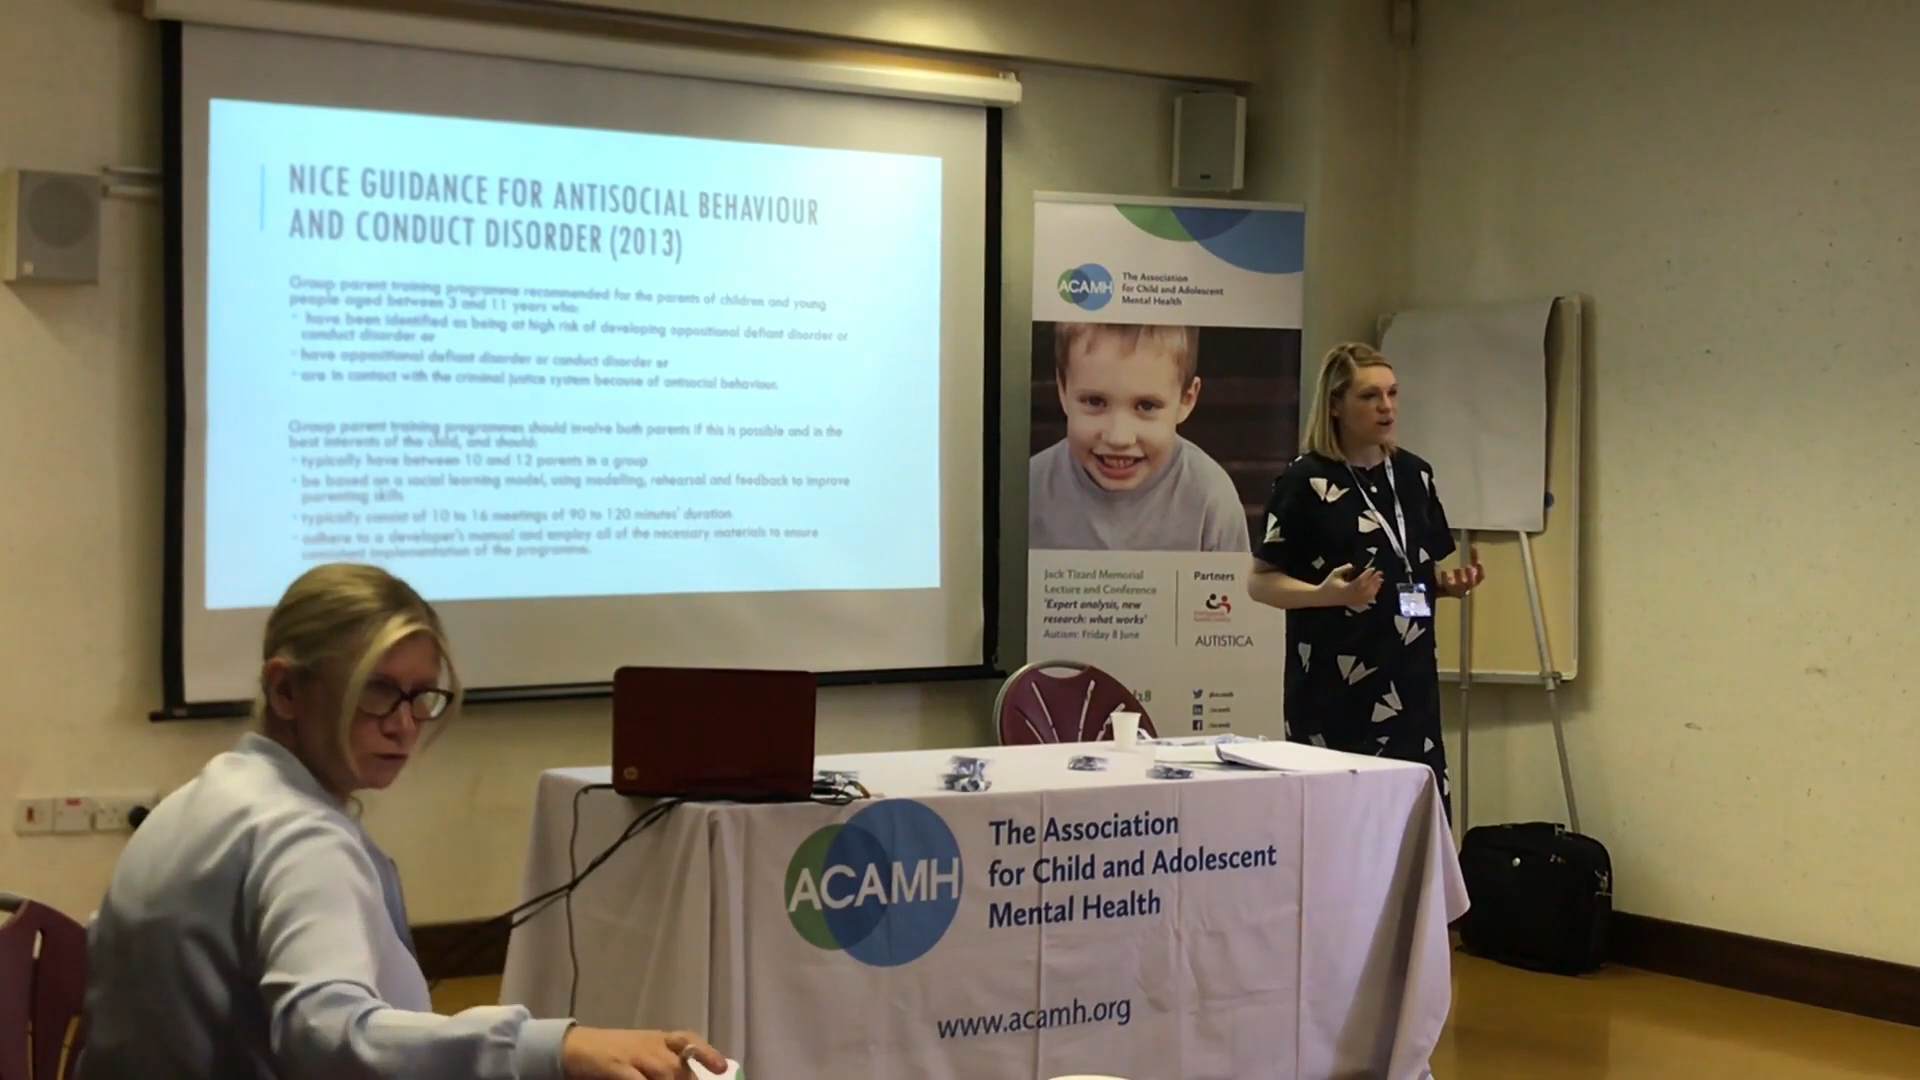 NICE GUIDANCE FOR ANTISOCIAL BEHAVIOUR
AND CONDUCT DISORDER (2013)
Group parent training programme recommended for the parents of children and young
people aged between 3 and 11 years who:
have been identified as being at high risk of developing oppositional defiant disorder or
conduct disorder or
have oppositional defiant disorder or conduct disorder or
are in contact with the criminal justice system because of antisocial behaviour.
Group parent training programmes should involve both parents if this is possible and in the
best interests of the child, and should:
typically have between 10 and 12 parents in a group
be based on a social learning model, using modelling, rehearsal and feedback to improve
parenting skills
typically consist of 10 to 16 meetings of 90 to 120 minutes' duration
adhere to a developer's manual and employ all of the necessary materials to ensure
consistent implementation of the programme.
ACAMH
The Association
for Child and Adolescent
Mental Health
Jack Tizard Memorial
Lecture and Conference
'Expert analysis, new
research: what works'
Autism: Friday 8 June
Partners
AUTISTICA
ACAMH
The Association
for Child and Adolescent
Mental Health
www.acamh.org